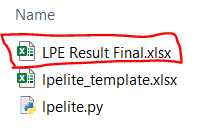 Name
LPE Result Final.xlsx
lpelite_template.xlsx
lpelite.py